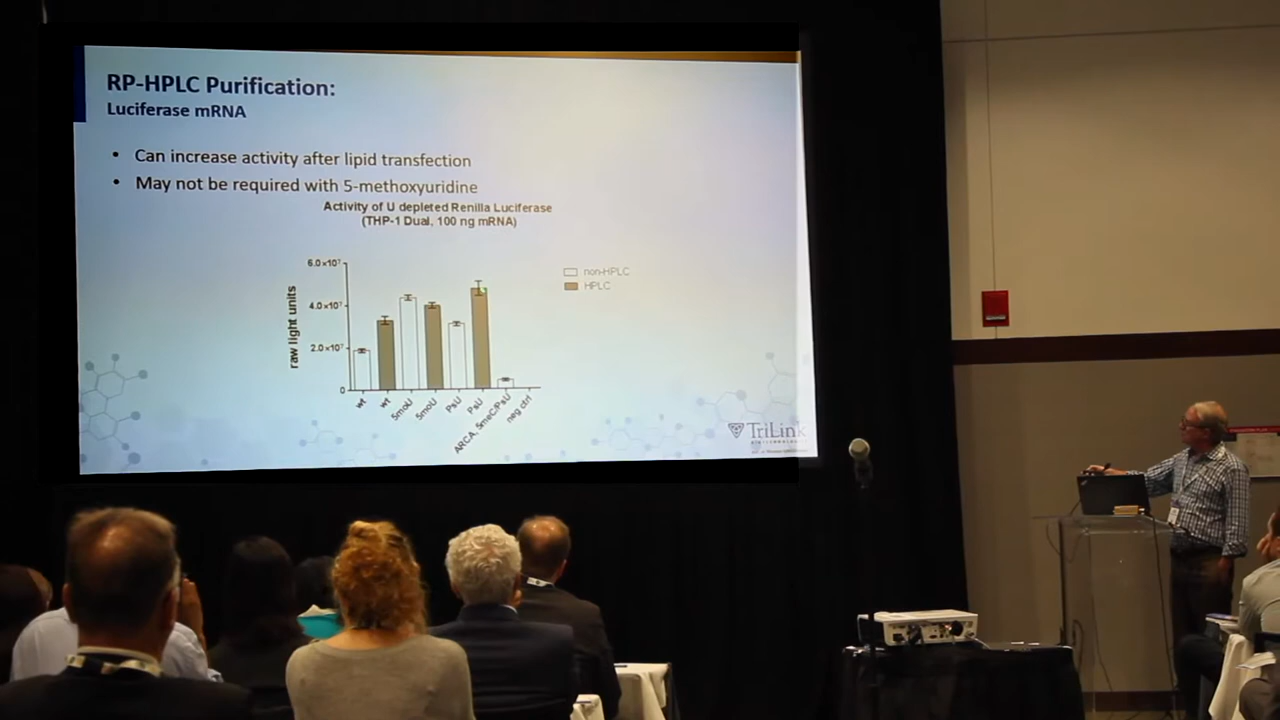 RP-HPLC Purification:
Luciferase mRNA
• Can increase activity after lipid transfection
• May not be required with 5-methoxyuridine
Activity of U depleted Renilla Luciferase
(THP-1 Dual, 100 ng mRNA)
raw light units
6.0×10⁷
4.0×10⁷
2.0×10⁷
0
non-HPLC
HPLC
wt
wt
5moU
5moU
PsU
PsU
ARCA, 5meC/PsU
neg ctrl
TriLink